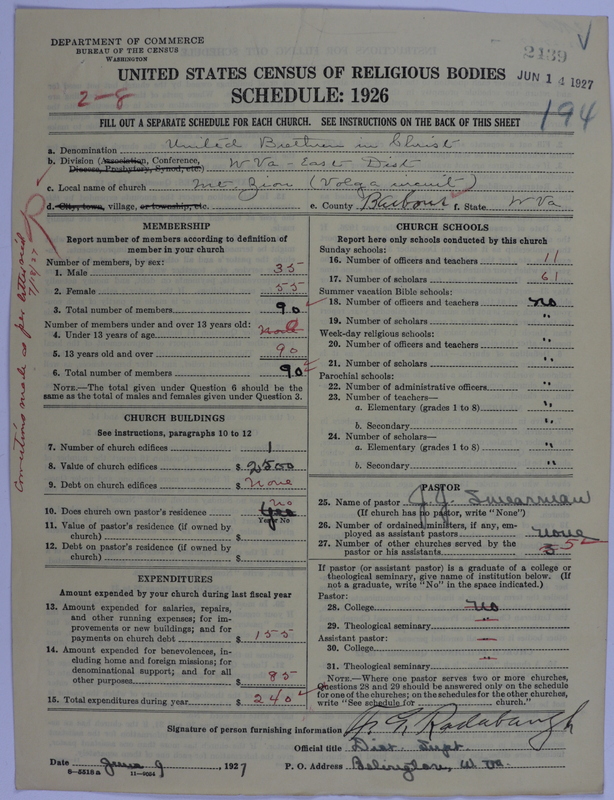 DEPARTMENT OF COMMERCE
BUREAU OF THE CENSUS
WASHINGTON
2139
JUN 14 1927
UNITED STATES CENSUS OF RELIGIOUS BODIES
2-8
SCHEDULE: 1926
194
FILL OUT A SEPARATE SCHEDULE FOR EACH CHURCH. SEE INSTRUCTIONS ON THE BACK OF THIS SHEET
a. Denomination United Brethren in Christ
b. Division (Association, Conference, Diocese, Presbytery, Synod, etc.) W Va - East Dist
c. Local name of church Mt. Zion (Volga circuit)
d. City, town, village, or township, etc. e. County Barbour f. State W Va
Corrections made as per letter 7/12/27
MEMBERSHIP
Report number of members according to definition of member in your church
Number of members, by sex:
1. Male 35
2. Female 55
3. Total number of members 90
Number of members under and over 13 years old:
4. Under 13 years of age
5. 13 years old and over 90
6. Total number of members 90
NOTE.—The total given under Question 6 should be the same as the total of males and females given under Question 3.
CHURCH BUILDINGS
See instructions, paragraphs 10 to 12
7. Number of church edifices 1
8. Value of church edifices $ 2500
9. Debt on church edifices $ None
10. Does church own pastor's residence no Yes
Yes or No
11. Value of pastor's residence (if owned by church) $
12. Debt on pastor's residence (if owned by church) $
EXPENDITURES
Amount expended by your church during last fiscal year
13. Amount expended for salaries, repairs, and other running expenses; for improvements or new buildings; and for payments on church debt $ 155
14. Amount expended for benevolences, including home and foreign missions; for denominational support; and for all other purposes $ 85
15. Total expenditures during year $ 240
CHURCH SCHOOLS
Report here only schools conducted by this church
Sunday schools:
16. Number of officers and teachers 11
17. Number of scholars 61
Summer vacation Bible schools:
18. Number of officers and teachers no
19. Number of scholars "
Week-day religious schools:
20. Number of officers and teachers "
21. Number of scholars "
Parochial schools:
22. Number of administrative officers "
23. Number of teachers—
a. Elementary (grades 1 to 8) "
b. Secondary "
24. Number of scholars—
a. Elementary (grades 1 to 8) "
b. Secondary "
PASTOR
25. Name of pastor J. J. Smearman
(If church has no pastor, write "None")
26. Number of ordained ministers, if any, employed as assistant pastors None
27. Number of other churches served by the pastor or his assistants 5
If pastor (or assistant pastor) is a graduate of a college or theological seminary, give name of institution below. (If not a graduate, write "No" in the space indicated.)
Pastor:
28. College No
29. Theological seminary "
Assistant pastor:
30. College "
31. Theological seminary "
NOTE.—Where one pastor serves two or more churches, Questions 28 and 29 should be answered only on the schedule for one of the churches; on the schedules for the other churches, write "See schedule for church."
Signature of person furnishing information Radabaugh
Official title Dist. Supt.
Date June 9, 1927 P. O. Address Belington, W. Va.
8-5518a 11-9024